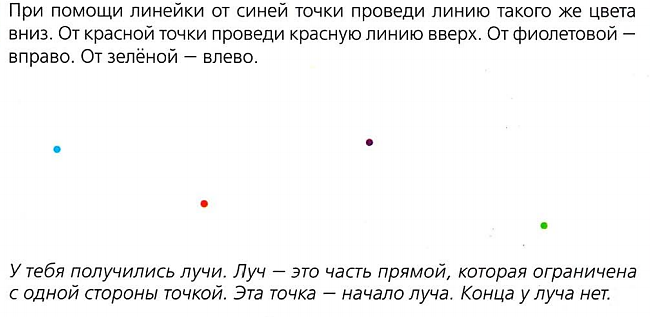 При помощи линейки от синей точки проведи линию такого же цвета
вниз. От красной точки проведи красную линию вверх. От фиолетовой –
вправо. От зелёной – влево.
У тебя получились лучи. Луч – это часть прямой, которая ограничена
с одной стороны точкой. Эта точка – начало луча. Конца у луча нет.